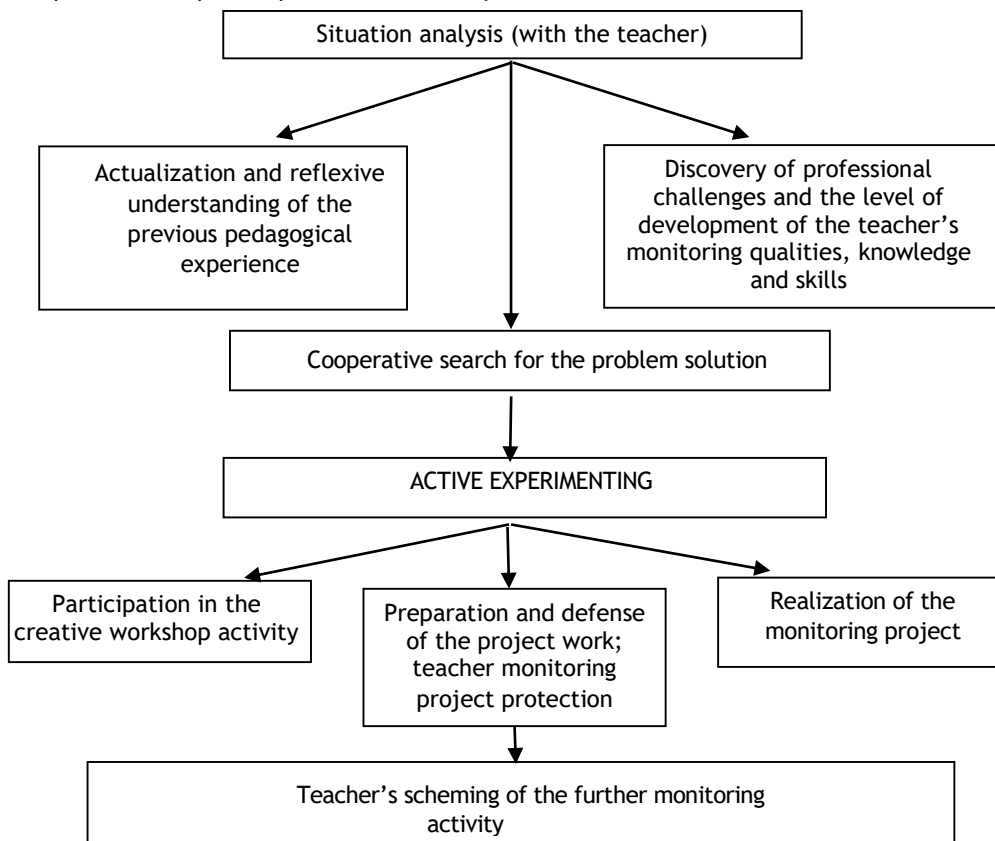 Situation analysis (with the teacher)
Actualization and reflexive
understanding of the
previous pedagogical
experience
Discovery of professional
challenges and the level of
development of the teacher’s
monitoring qualities, knowledge
and skills
Cooperative search for the problem solution
ACTIVE EXPERIMENTING
Participation in the
creative workshop activity
Preparation and defense
of the project work;
teacher monitoring
project protection
Realization of the
monitoring project
Teacher’s scheming of the further monitoring
activity